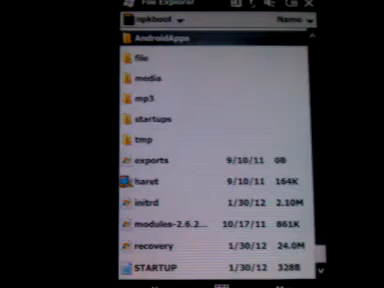 File Explorer
npkboot Name
AndroidApps
file
media
mp3
startups
tmp
exports 9/10/11 0B
haret 9/10/11 164K
initrd 1/30/12 2.10M
modules-2.6.2... 10/17/11 861K
recovery 1/30/12 24.0M
STARTUP 1/30/12 328B